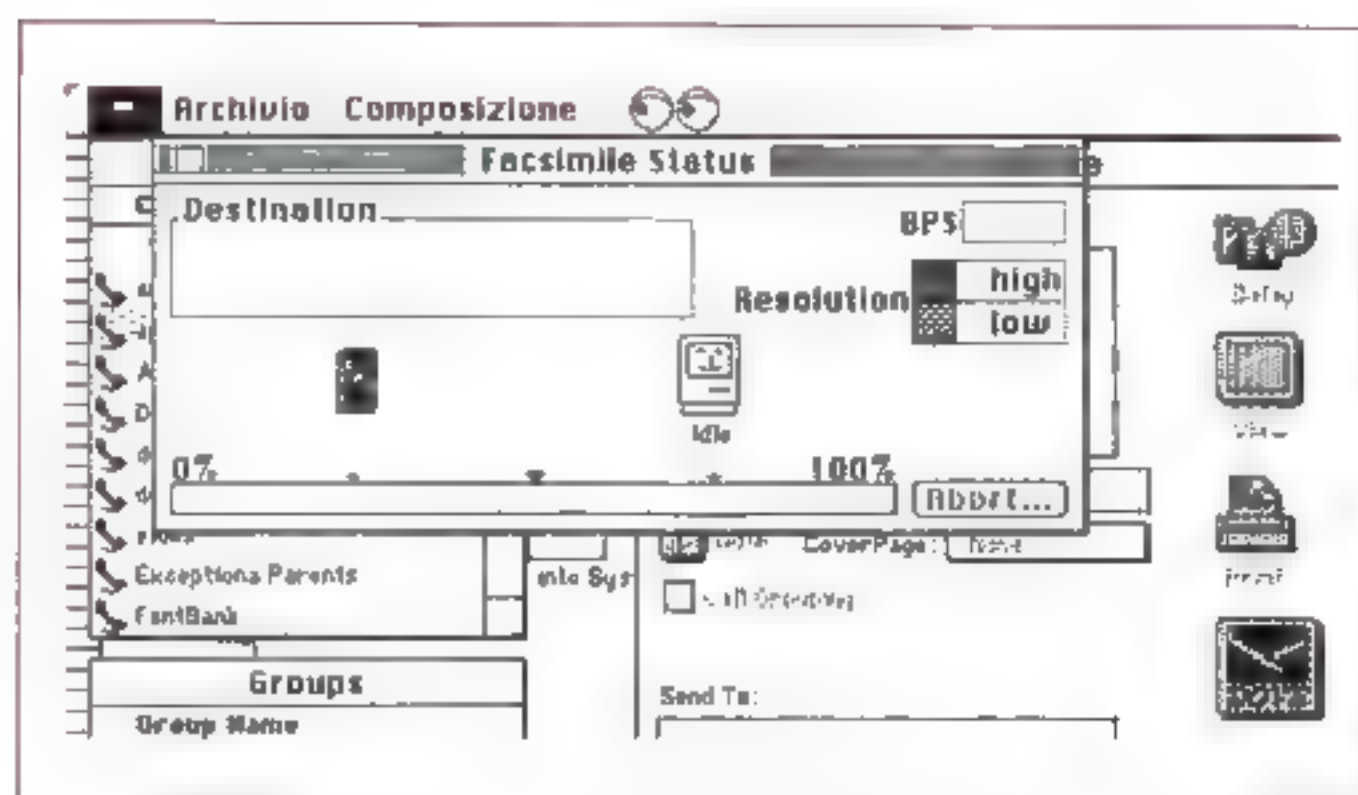 Archivio Composizione
Facsimile Status
Destination
BPS
Resolution
high
low
Idle
0%
100%
Abort...
CoverPage:
Exceptions Parents
FontBank
Groups
Group Name
Send To: